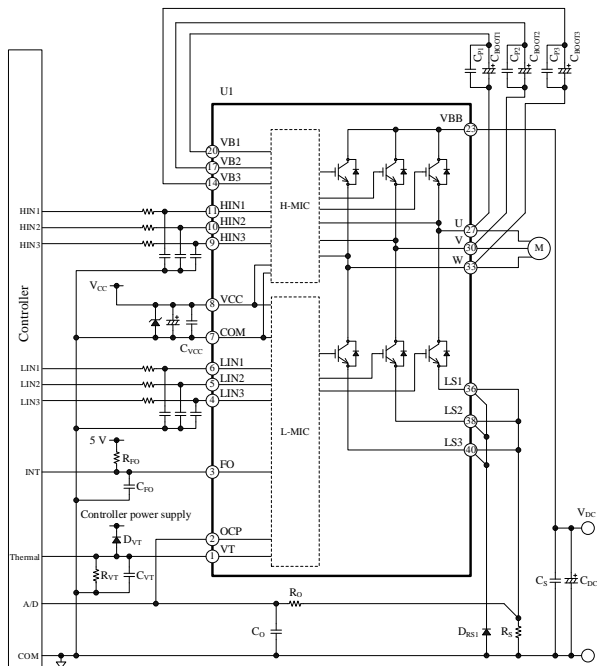 CP1
CBOOT1
CP2
CBOOT2
CP3
CBOOT3
U1
VBB
23
VB1
20
VB2
17
VB3
14
H-MIC
HIN1
HIN1
11
HIN2
HIN2
10
HIN3
HIN3
9
U
27
V
30
W
33
M
Controller
VCC
VCC
8
COM
7
CVCC
LIN1
LIN1
6
LIN2
LIN2
5
LIN3
LIN3
4
LS1
36
LS2
38
LS3
40
L-MIC
5 V
RFO
INT
FO
3
CFO
Controller power supply
DVT
OCP
2
VT
1
Thermal
RVT
CVT
VDC
CS
CDC
A/D
RO
CO
DRS1
RS
COM